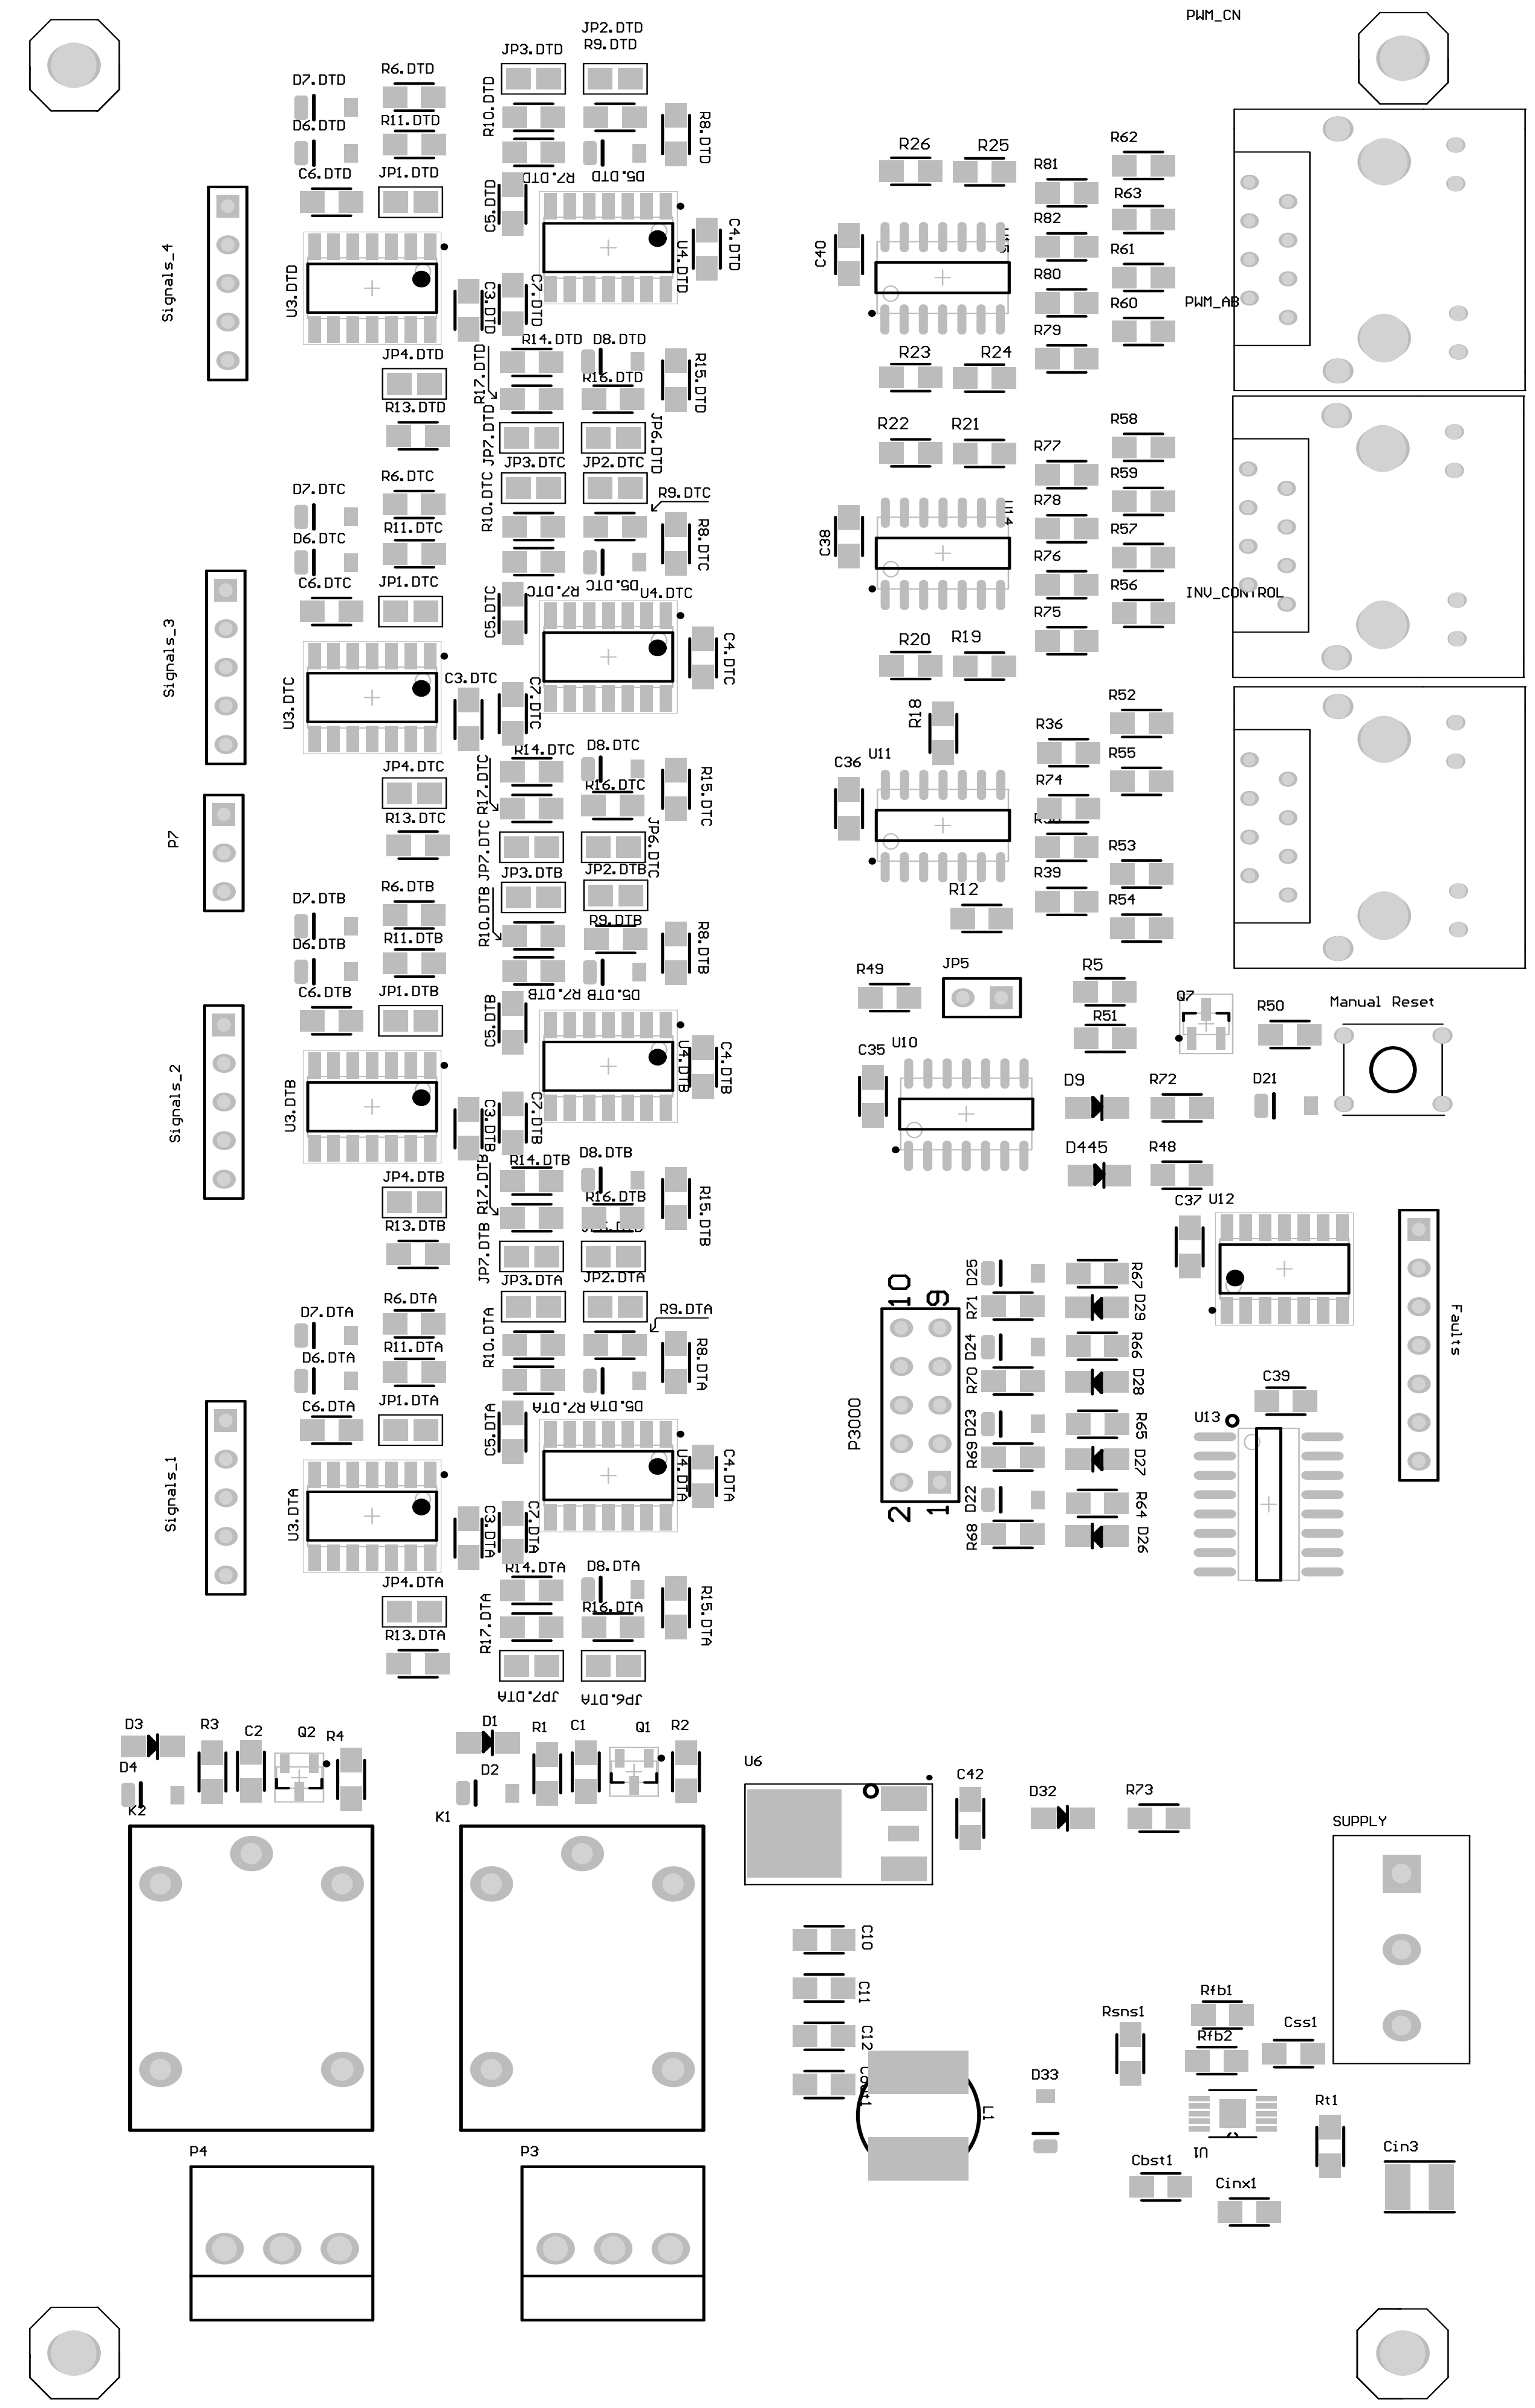 PWM_CN
JP2.DTD
JP3.DTD
R9.DTD
R6.DTD
D7.DTD
R10.DTD
R11.DTD
D6.DTD
R8.DTD
C6.DTD
JP1.DTD
R7.DTD
D5.DTD
C5.DTD
U4.DTD
C4.DTD
Signals_4
U3.DTD
C3.DTD
C7.DTD
JP4.DTD
R14.DTD
D8.DTD
R17.DTD
R16.DTD
R15.DTD
R13.DTD
JP7.DTD
JP6.DTD
R26
R25
R62
R81
R63
R82
C40
R61
R80
R60
PWM_AB
R79
R23
R24
R22
R21
R58
R77
R59
R78
U14
C38
R57
R76
R56
R75
INV_CONTROL
R20
R19
JP3.DTC
JP2.DTC
R6.DTC
D7.DTC
R10.DTC
R9.DTC
R11.DTC
D6.DTC
R8.DTC
C6.DTC
JP1.DTC
R7.DTC
D5.DTC
U4.DTC
C5.DTC
C4.DTC
Signals_3
U3.DTC
C3.DTC
C7.DTC
JP4.DTC
R14.DTC
D8.DTC
R17.DTC
R16.DTC
R15.DTC
R13.DTC
JP7.DTC
JP6.DTC
P7
R18
R52
R36
C36
U11
R55
R74
R53
R39
R54
R12
JP3.DTB
JP2.DTB
R6.DTB
D7.DTB
R10.DTB
R9.DTB
R11.DTB
D6.DTB
R8.DTB
C6.DTB
JP1.DTB
R7.DTB
D5.DTB
C5.DTB
U4.DTB
C4.DTB
Signals_2
U3.DTB
C3.DTB
C7.DTB
JP4.DTB
R14.DTB
D8.DTB
R17.DTB
R16.DTB
R15.DTB
R13.DTB
JP7.DTB
R49
JP5
R5
Q7
R50
Manual Reset
R51
C35
U10
D9
R72
D21
D445
R48
C37
U12
JP3.DTA
JP2.DTA
R6.DTA
D7.DTA
R10.DTA
R9.DTA
R11.DTA
D6.DTA
R8.DTA
C6.DTA
JP1.DTA
R7.DTA
D5.DTA
C5.DTA
U4.DTA
C4.DTA
Signals_1
U3.DTA
C3.DTA
C7.DTA
JP4.DTA
R14.DTA
D8.DTA
R17.DTA
R16.DTA
R15.DTA
R13.DTA
JP7.DTA
JP6.DTA
10
9
D25
R67
R71
D29
D24
R66
R70
D28
P3000
D23
R65
R69
D27
D22
R64
R68
D26
2
1
Faults
C39
U13
D3
R3
C2
Q2
R4
D4
K2
D1
R1
C1
Q1
R2
D2
K1
U6
C42
D32
R73
SUPPLY
C10
C11
C12
Cout1
L1
D33
Rsns1
Rfb1
Rfb2
Css1
U1
Rt1
Cin3
Cbst1
Cinx1
P4
P3